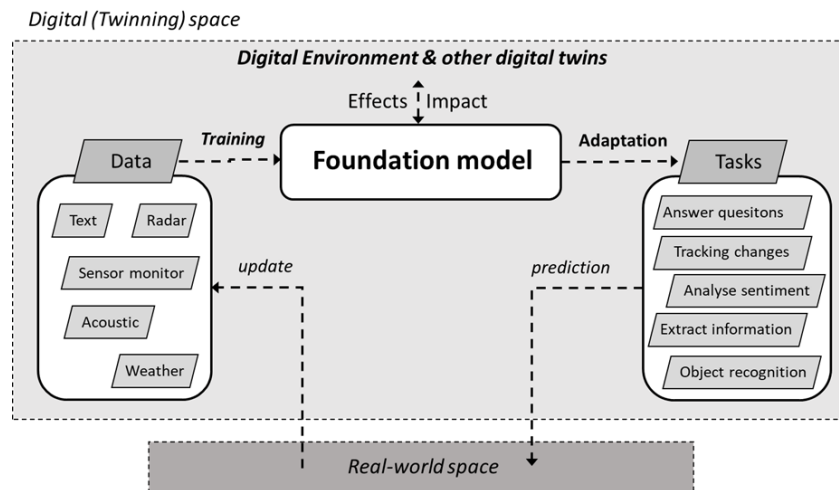 Digital (Twinning) space
Digital Environment & other digital twins
Effects Impact
Training
Foundation model
Adaptation
Data
Tasks
Text
Radar
Sensor monitor
Acoustic
Weather
update
prediction
Answer quesitons
Tracking changes
Analyse sentiment
Extract information
Object recognition
Real-world space